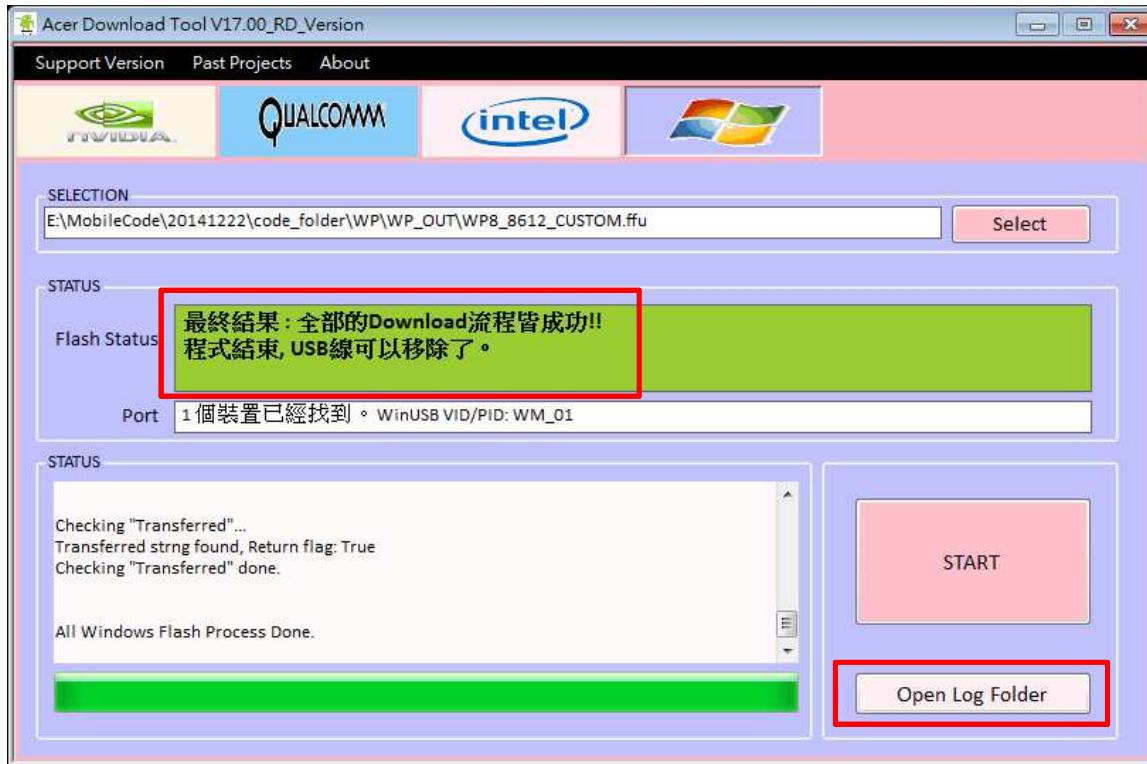 Acer Download Tool V17.00_RD_Version
Support Version Past Projects About
NVIDIA. QUALCOMM intel
SELECTION
E:\MobileCode\20141222\code_folder\WP\WP_OUT\WP8_8612_CUSTOM.ffu Select
STATUS
Flash Status
最終結果 : 全部的Download流程皆成功!!
程式結束, USB線可以移除了。
Port 1 個裝置已經找到。 WinUSB VID/PID: WM_01
STATUS
Checking "Transferred"...
Transferred strng found, Return flag: True
Checking "Transferred" done.
All Windows Flash Process Done.
START
Open Log Folder